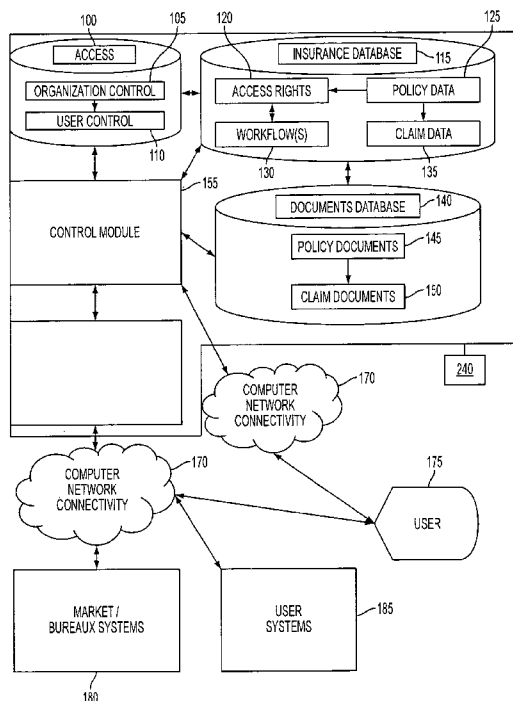 100
105
120
125
ACCESS
INSURANCE DATABASE
115
ORGANIZATION CONTROL
ACCESS RIGHTS
POLICY DATA
USER CONTROL
WORKFLOW(S)
CLAIM DATA
110
130
135
155
DOCUMENTS DATABASE
140
CONTROL MODULE
POLICY DOCUMENTS
145
CLAIM DOCUMENTS
150
240
170
COMPUTER
NETWORK
CONNECTIVITY
170
COMPUTER
NETWORK
CONNECTIVITY
175
USER
MARKET /
BUREAUX SYSTEMS
USER
SYSTEMS
185
180